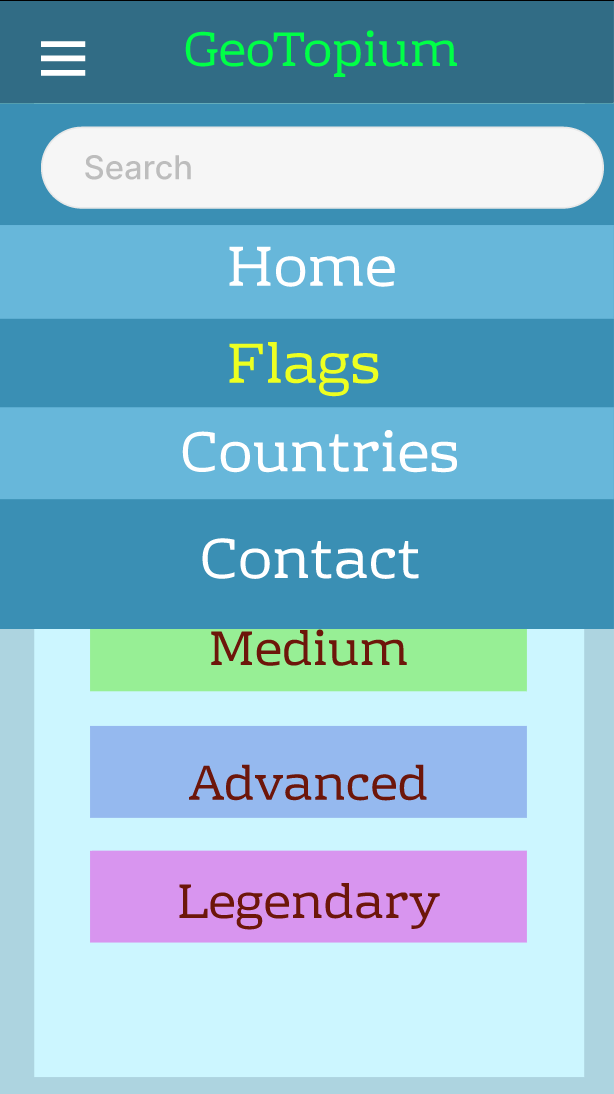 GeoTopium
Search
Home
Flags
Countries
Contact
Medium
Advanced
Legendary